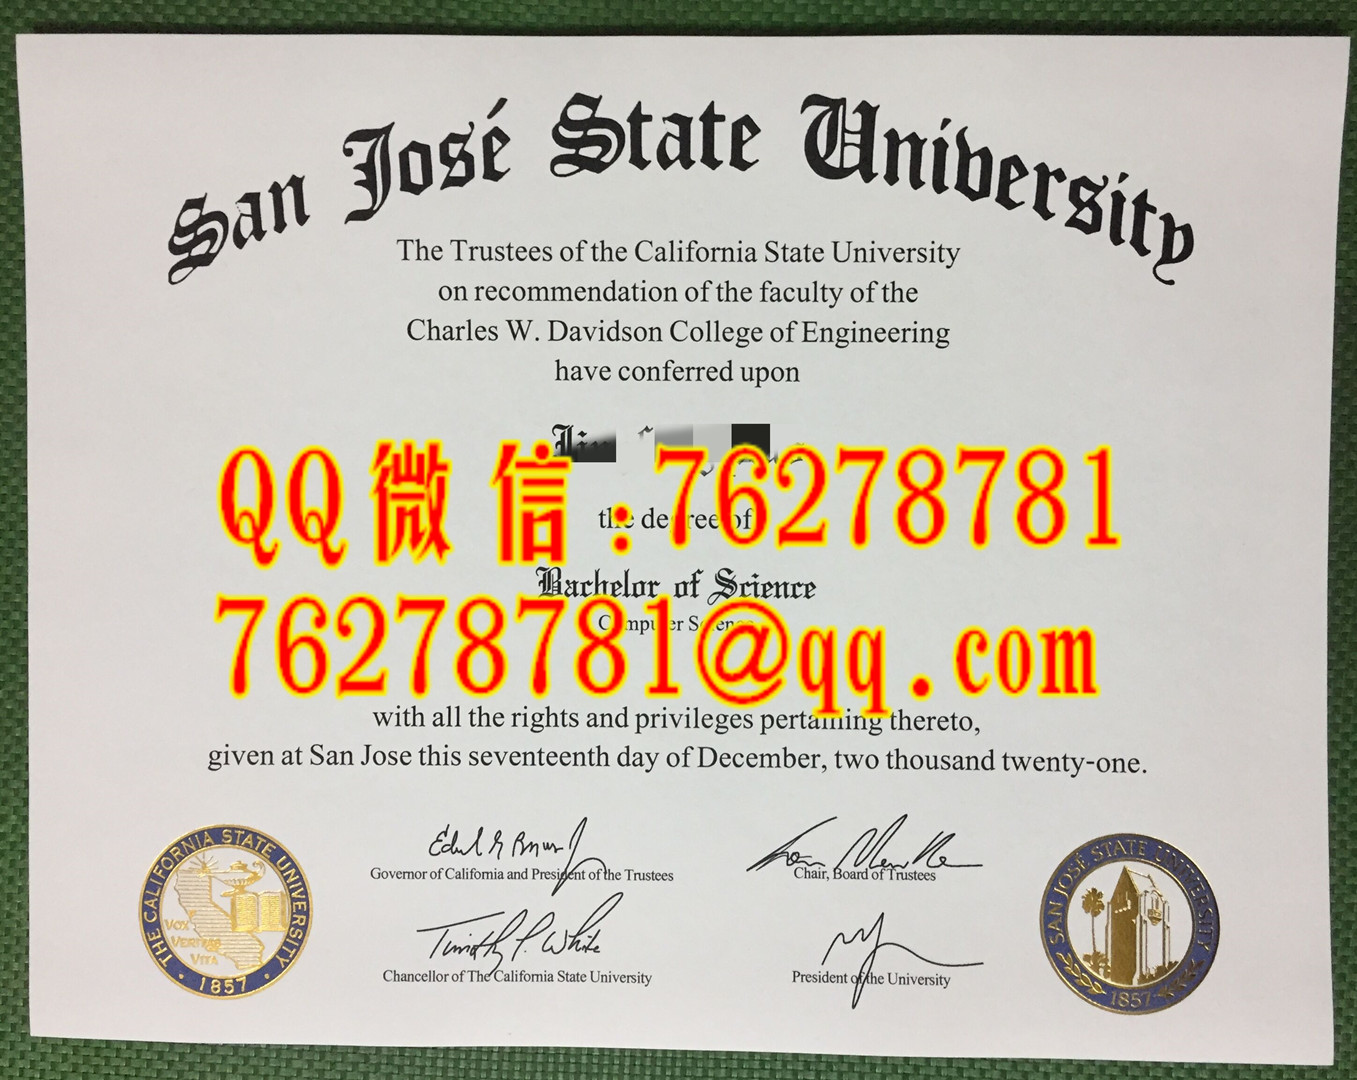 San José State University
The Trustees of the California State University
on recommendation of the faculty of the
Charles W. Davidson College of Engineering
have conferred upon
QQ微信:76278781
the degree of
Bachelor of Science
Computer Science
76278781@qq.com
with all the rights and privileges pertaining thereto,
given at San Jose this seventeenth day of December, two thousand twenty-one.
Governor of California and President of the Trustees
Chair, Board of Trustees
Timothy P. White
Chancellor of The California State University
President of the University
THE CALIFORNIA STATE UNIVERSITY
VOX
VERITAS
VITA
1857
SAN JOSÉ STATE UNIVERSITY
1857